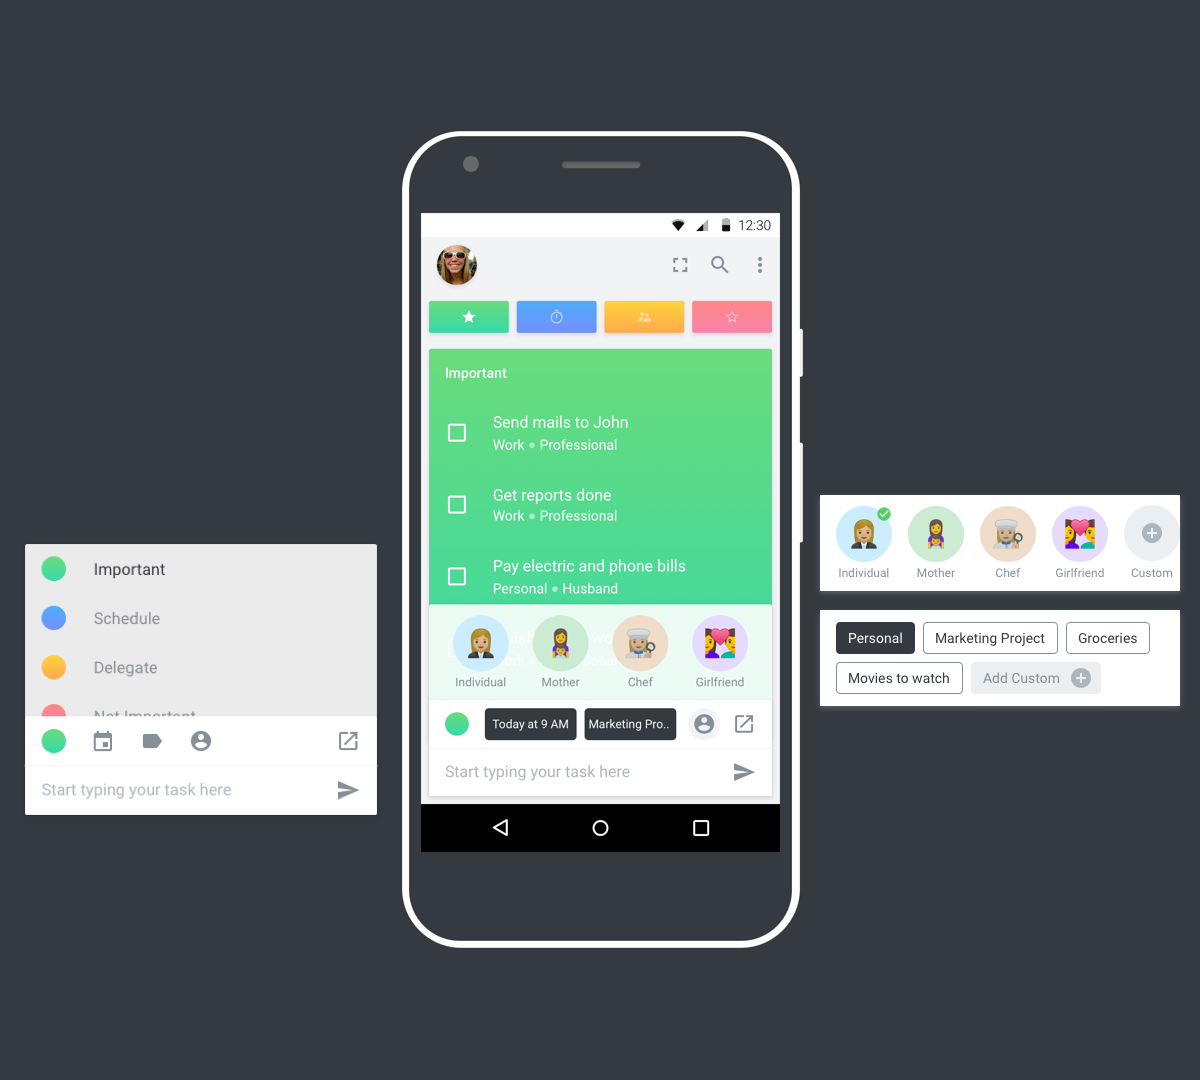 12:30
Important
Send mails to John
Work • Professional
Get reports done
Work • Professional
Pay electric and phone bills
Personal • Husband
Individual Mother Chef Girlfriend
Today at 9 AM Marketing Pro..
Start typing your task here
Important
Schedule
Delegate
Not Important
Start typing your task here
Individual Mother Chef Girlfriend Custom
Personal Marketing Project Groceries
Movies to watch Add Custom